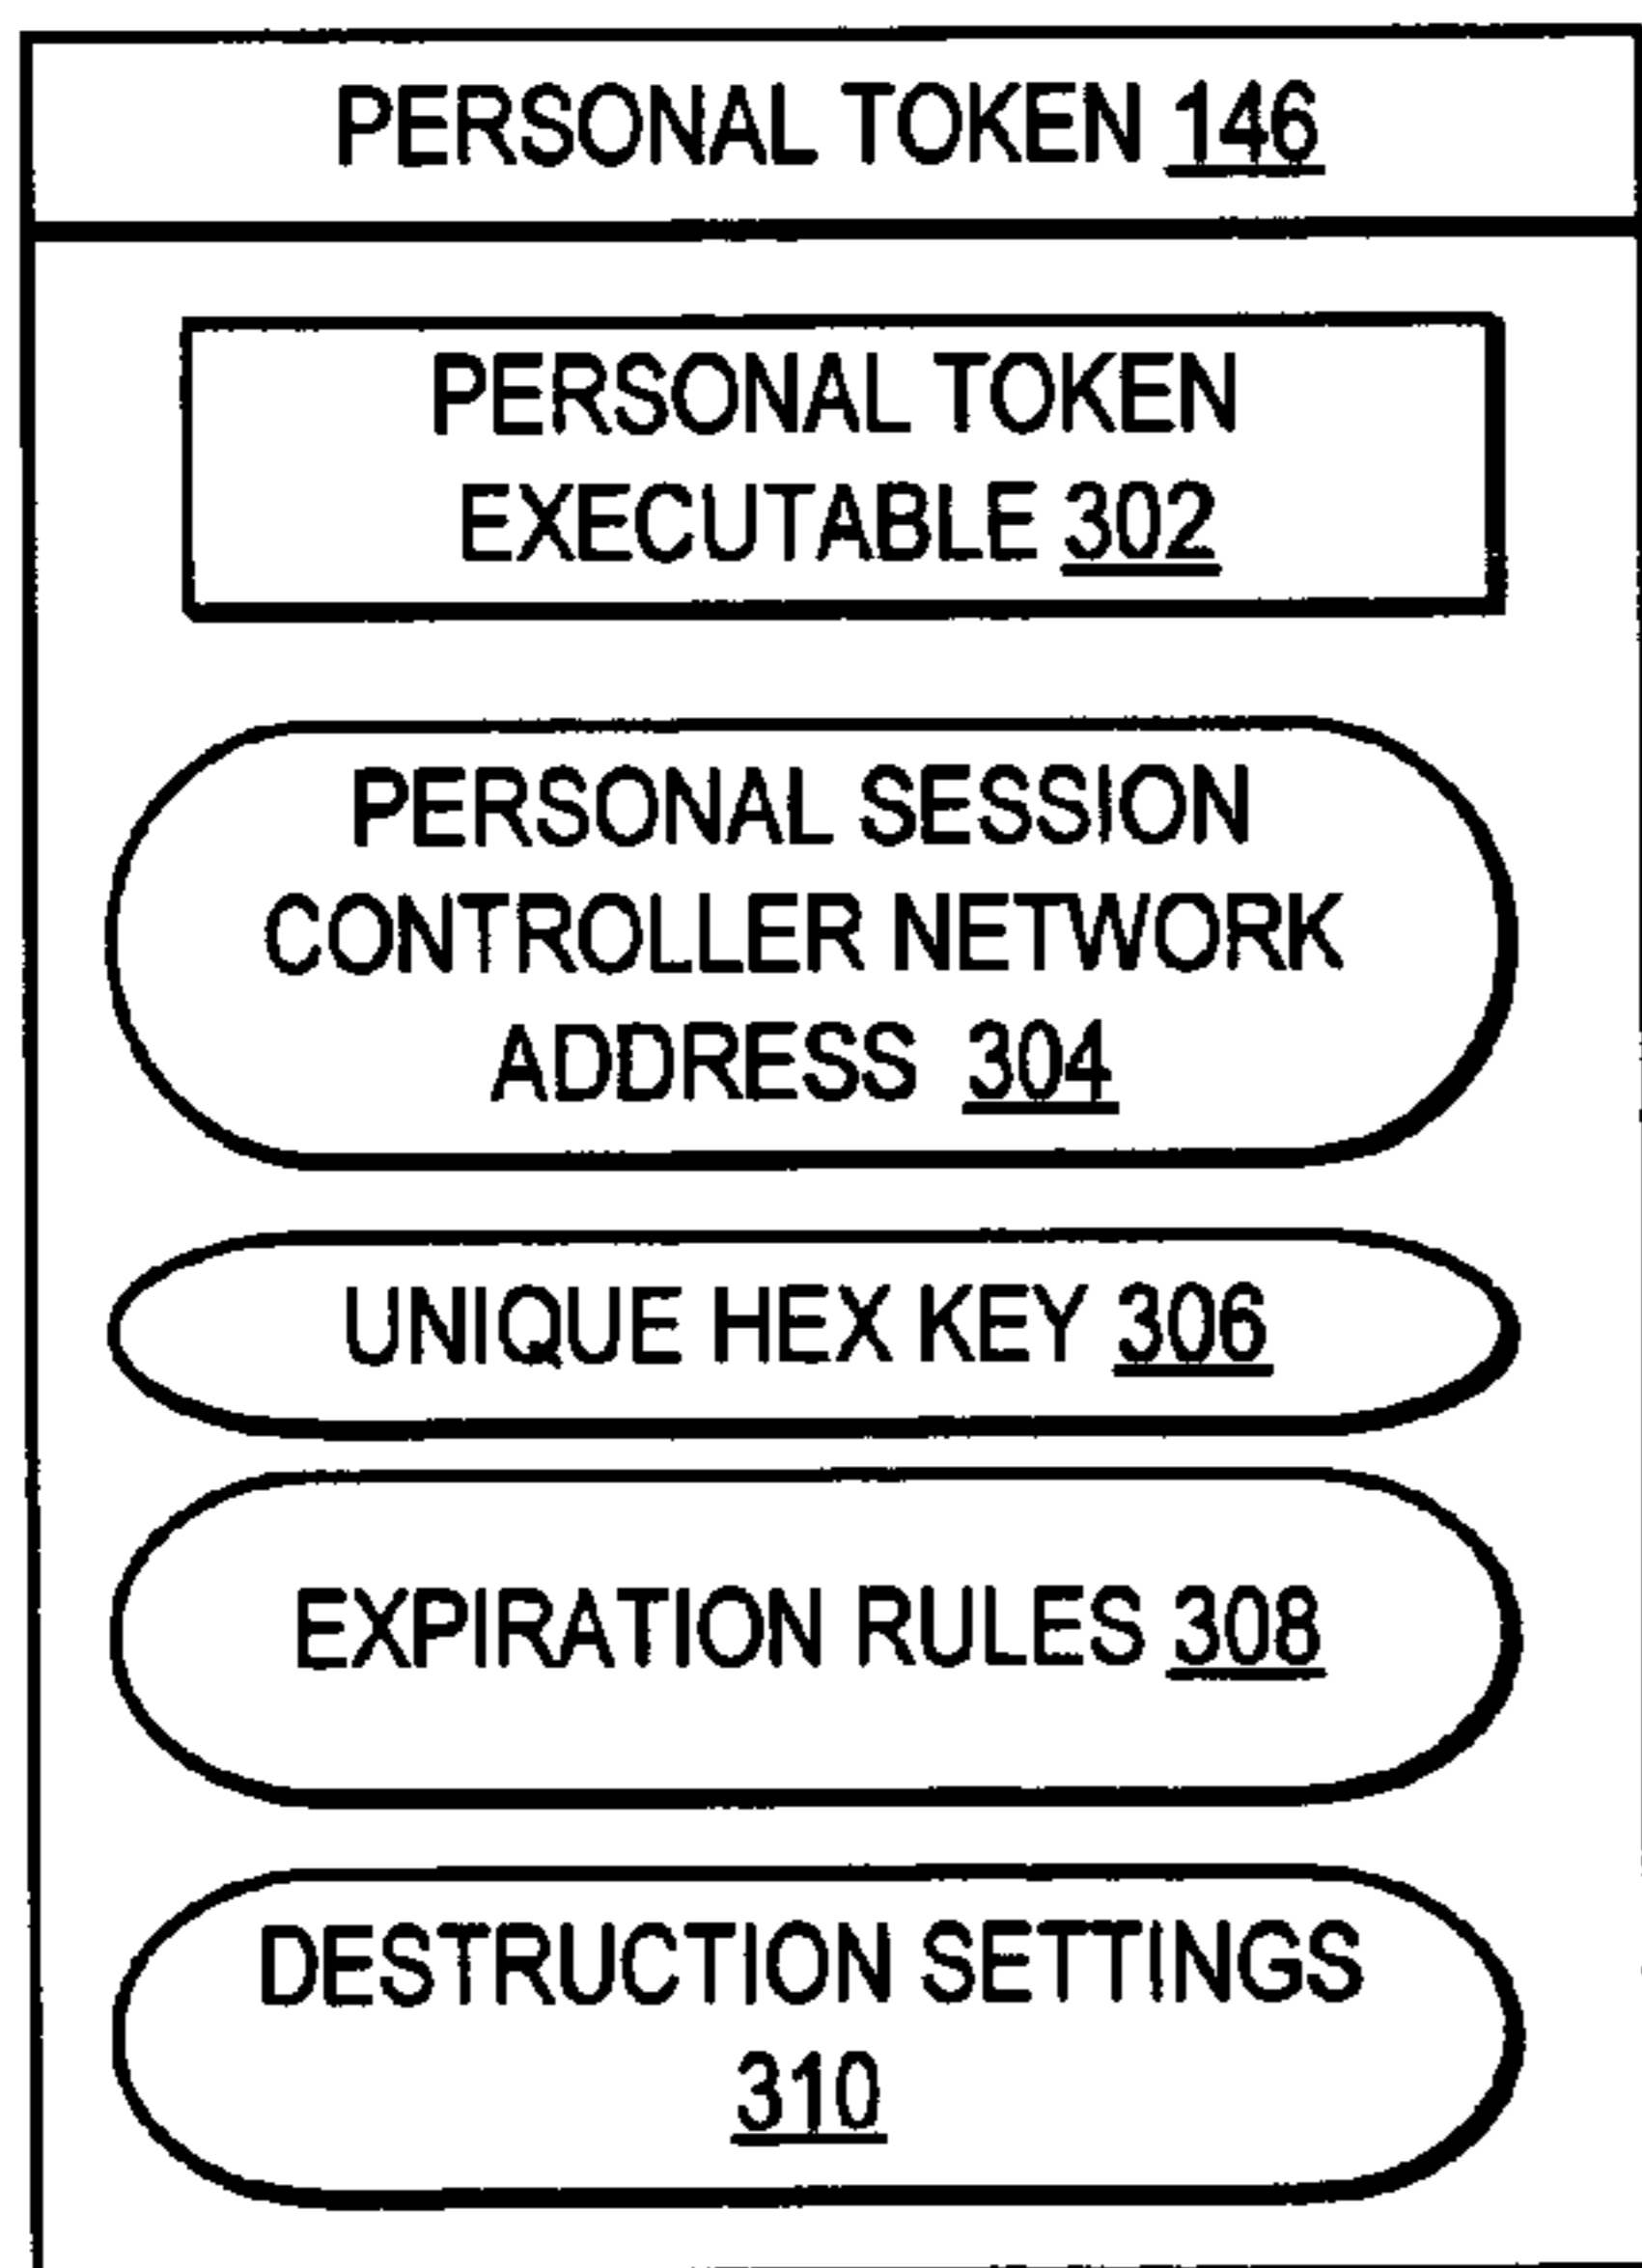 PERSONAL TOKEN 146
PERSONAL TOKEN
EXECUTABLE 302
PERSONAL SESSION
CONTROLLER NETWORK
ADDRESS 304
UNIQUE HEX KEY 306
EXPIRATION RULES 308
DESTRUCTION SETTINGS
310